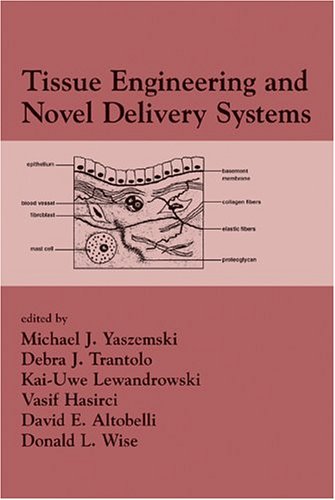 Tissue Engineering and
Novel Delivery Systems
epithelium
blood vessel
fibroblast
mast cell
basement
membrane
collagen fibers
elastic fibers
proteoglycan
edited by
Michael J. Yaszemski
Debra J. Trantolo
Kai-Uwe Lewandrowski
Vasif Hasirci
David E. Altobelli
Donald L. Wise